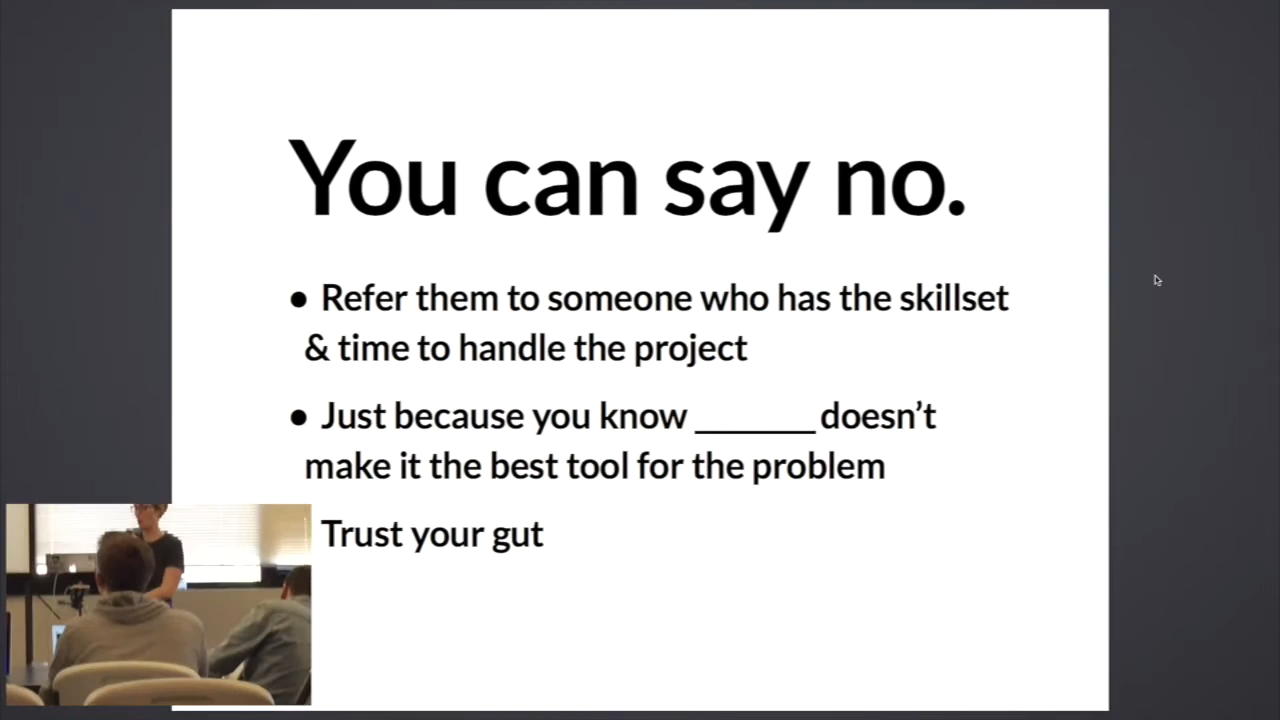 You can say no.
• Refer them to someone who has the skillset
& time to handle the project
• Just because you know ______ doesn’t
make it the best tool for the problem
Trust your gut